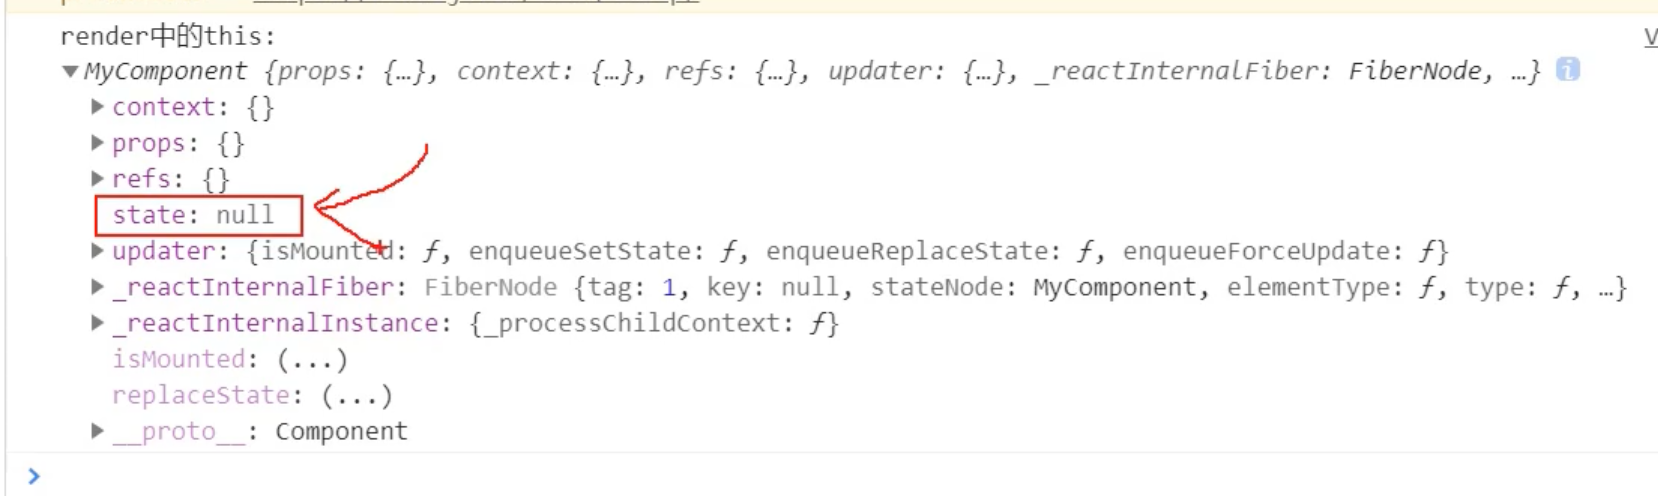 render中的this:
▼MyComponent {props: {…}, context: {…}, refs: {…}, updater: {…}, _reactInternalFiber: FiberNode, …} i
▶context: {}
▶props: {}
▶refs: {}
state: null
▶updater: {isMounted: ƒ, enqueueSetState: ƒ, enqueueReplaceState: ƒ, enqueueForceUpdate: ƒ}
▶_reactInternalFiber: FiberNode {tag: 1, key: null, stateNode: MyComponent, elementType: ƒ, type: ƒ, …}
▶_reactInternalInstance: {_processChildContext: ƒ}
isMounted: (...)
replaceState: (...)
▶__proto__: Component